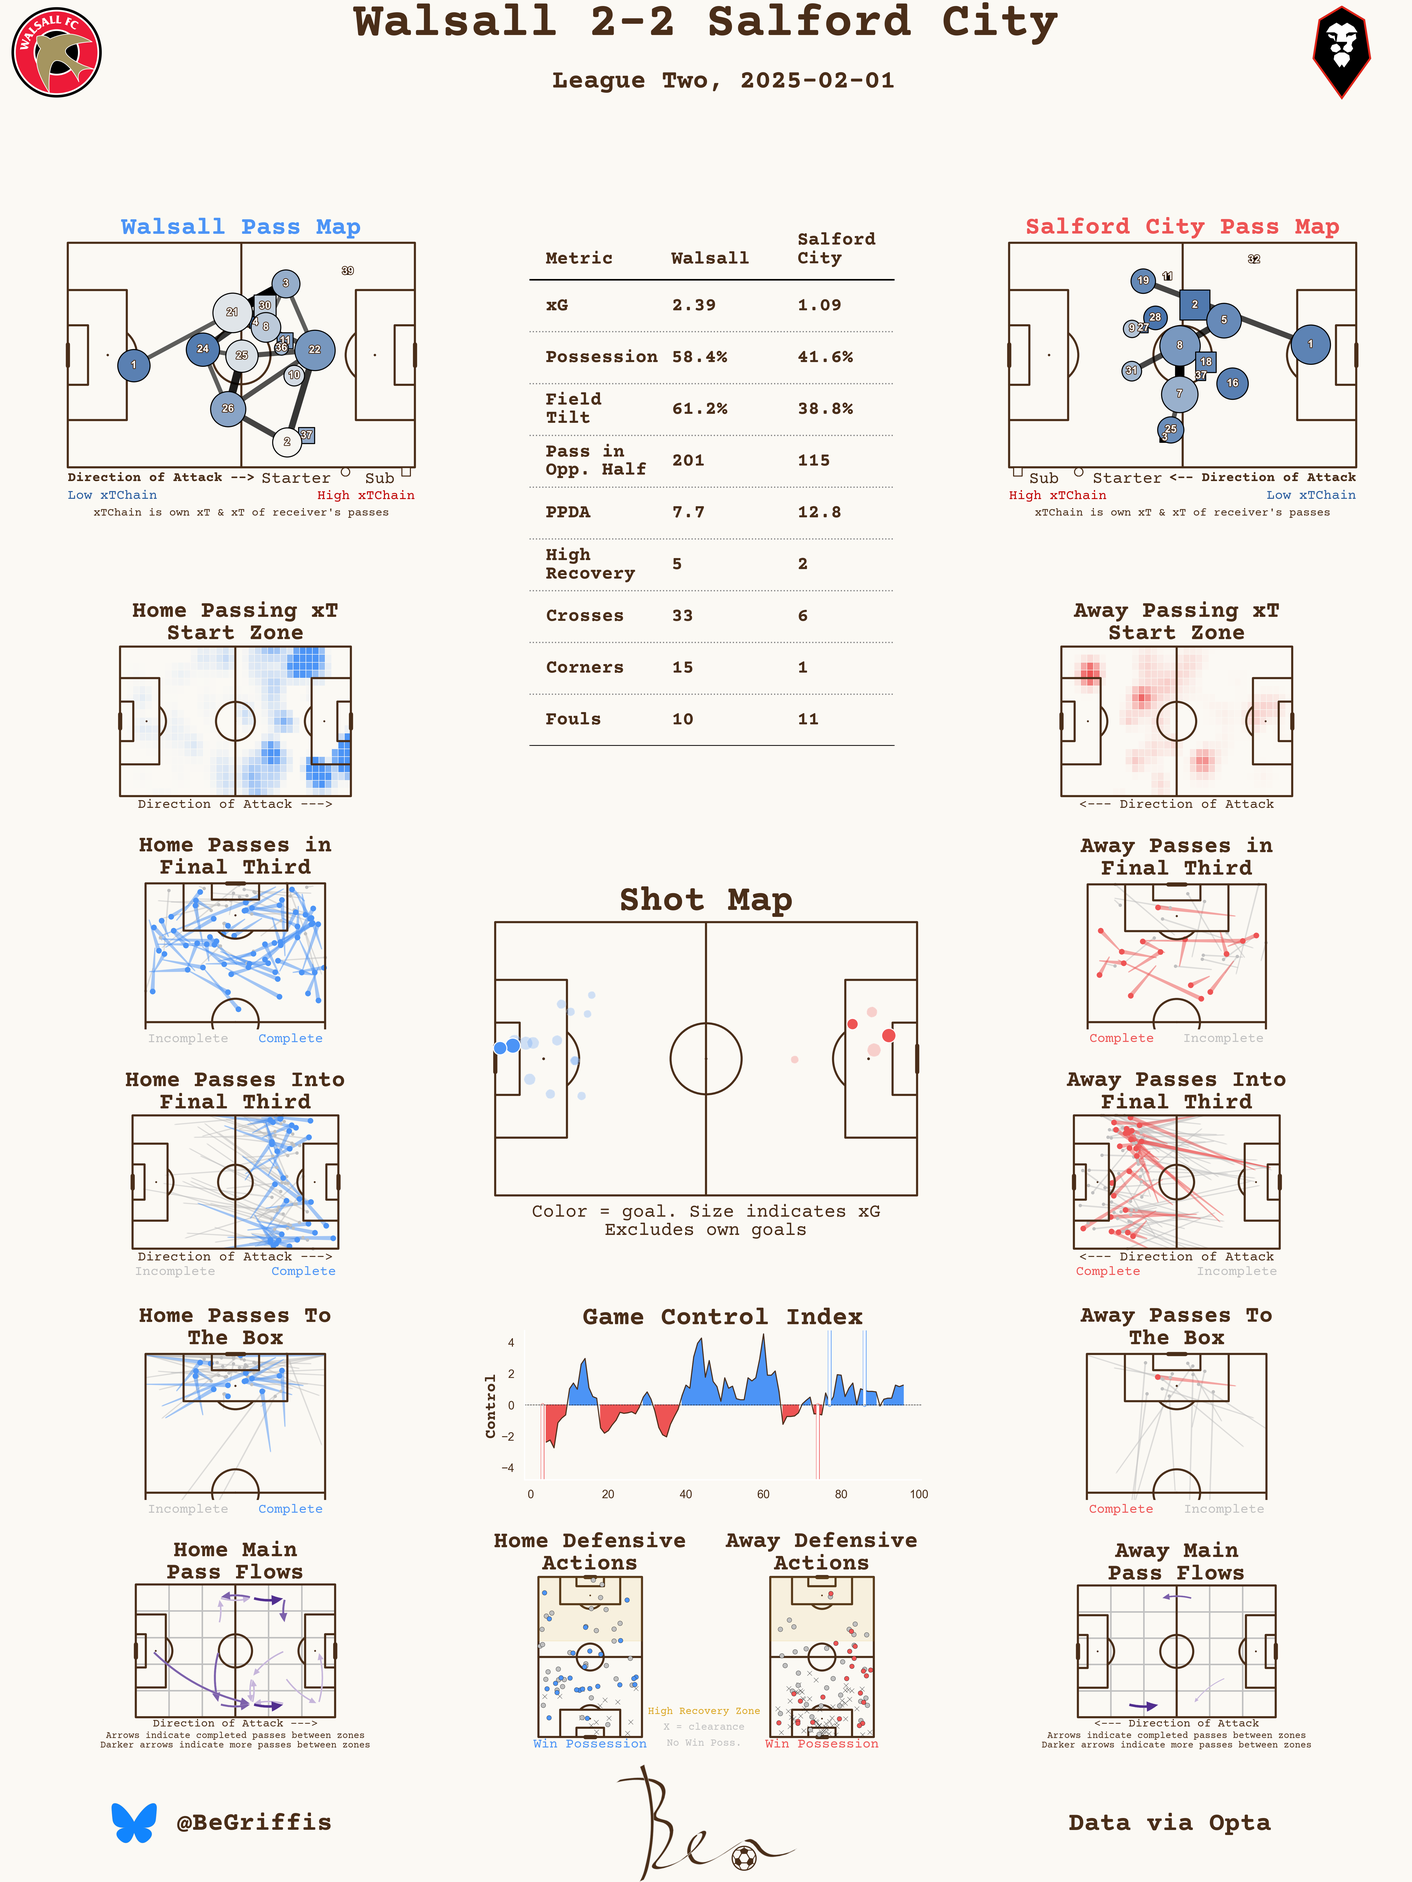 Walsall 2-2 Salford City
League Two, 2025-02-01
WALSALL FC
Walsall Pass Map
39
3
30
21
4
8
11
36
24
25
22
1
10
26
2
37
Direction of Attack --> Starter Sub
Low xTChain High xTChain
xTChain is own xT & xT of receiver's passes
Metric Walsall Salford City
xG 2.39 1.09
Possession 58.4% 41.6%
Field Tilt 61.2% 38.8%
Pass in Opp. Half 201 115
PPDA 7.7 12.8
High Recovery 5 2
Crosses 33 6
Corners 15 1
Fouls 10 11
Salford City Pass Map
32
19
11
2
28
5
9
27
8
1
18
31
37
16
7
25
3
Sub Starter <-- Direction of Attack
High xTChain Low xTChain
xTChain is own xT & xT of receiver's passes
Home Passing xT
Start Zone
Direction of Attack --->
Away Passing xT
Start Zone
<--- Direction of Attack
Home Passes in
Final Third
Incomplete Complete
Away Passes in
Final Third
Complete Incomplete
Shot Map
Color = goal. Size indicates xG
Excludes own goals
Home Passes Into
Final Third
Direction of Attack --->
Incomplete Complete
Away Passes Into
Final Third
<--- Direction of Attack
Complete Incomplete
Home Passes To
The Box
Incomplete Complete
Game Control Index
Control
4
2
0
−2
−4
0 20 40 60 80 100
Away Passes To
The Box
Complete Incomplete
Home Main
Pass Flows
Direction of Attack --->
Arrows indicate completed passes between zones
Darker arrows indicate more passes between zones
Home Defensive
Actions
Win Possession
Away Defensive
Actions
Win Possession
High Recovery Zone
X = clearance
No Win Poss.
Away Main
Pass Flows
<--- Direction of Attack
Arrows indicate completed passes between zones
Darker arrows indicate more passes between zones
@BeGriffis
Ben
Data via Opta